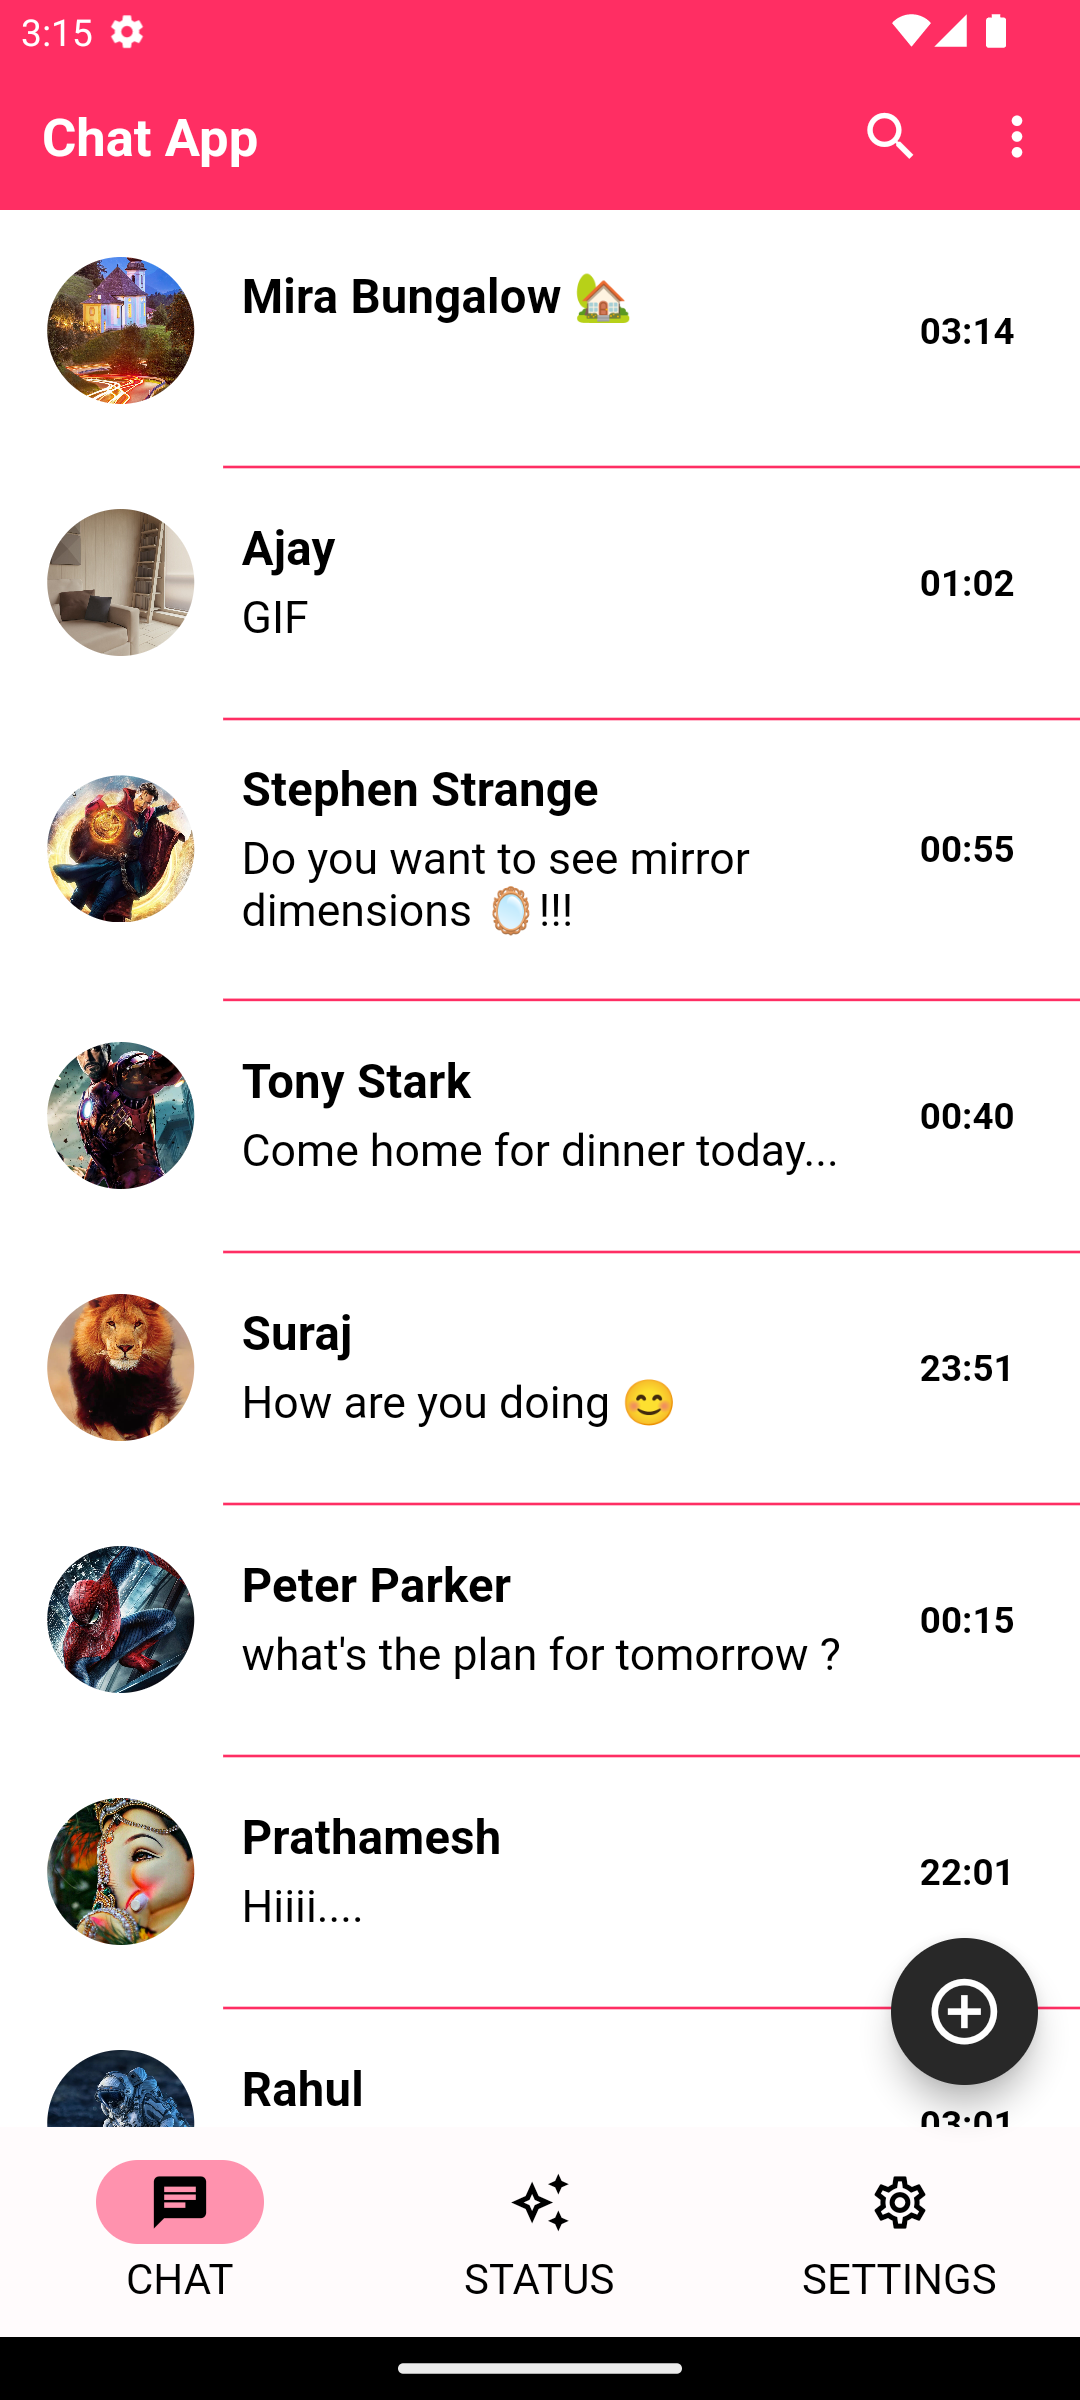 3:15
Chat App
Mira Bungalow 🏡
03:14
Ajay
01:02
GIF
Stephen Strange
Do you want to see mirror
00:55
dimensions 🪞!!!
Tony Stark
00:40
Come home for dinner today...
Suraj
23:51
How are you doing 😊
Peter Parker
00:15
what's the plan for tomorrow ?
Prathamesh
22:01
Hiiii....
Rahul
03:01
CHAT
STATUS
SETTINGS